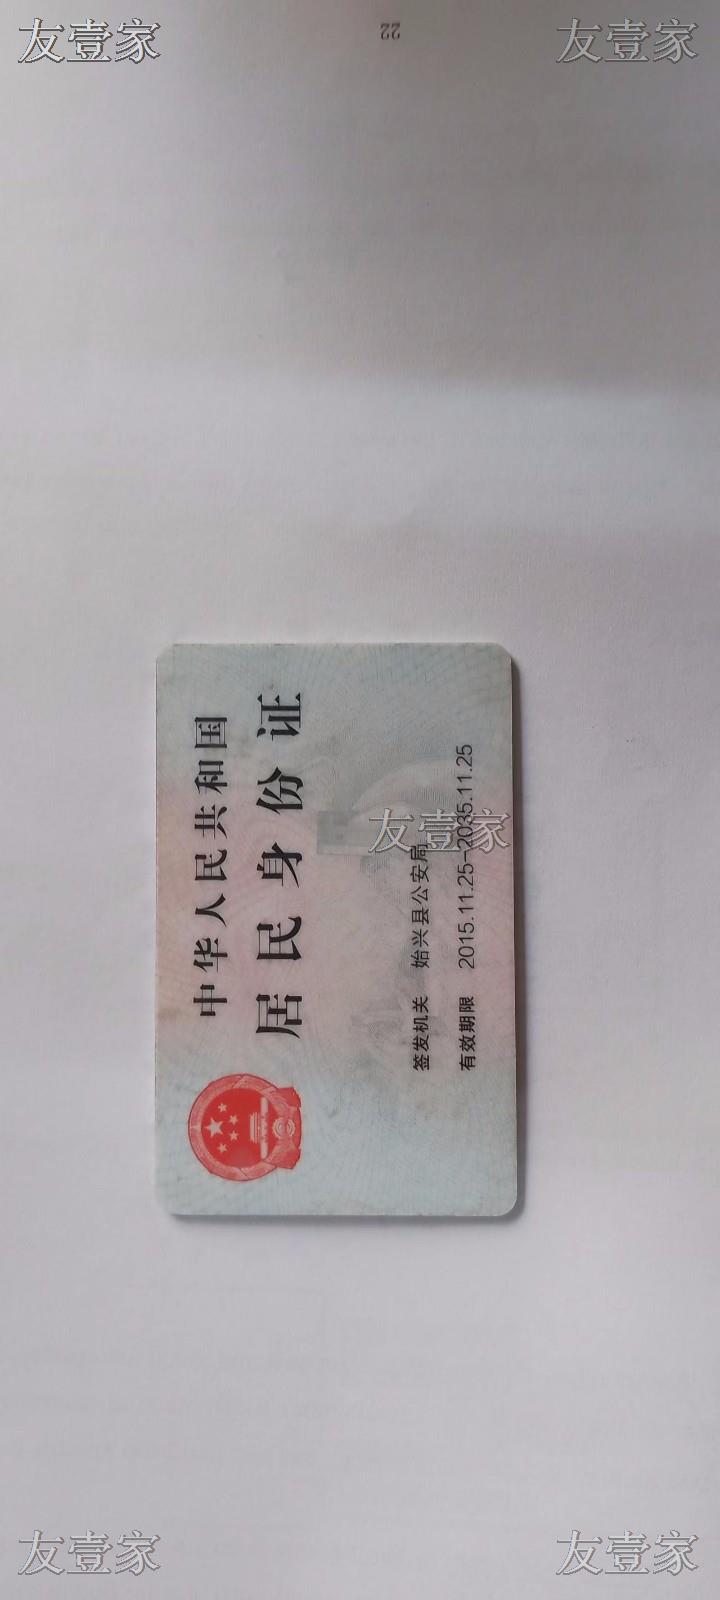 友壹家
22
友壹家
中华人民共和国
居民身份证
友壹家
签发机关 始兴县公安局
有效期限 2015.11.25-2035.11.25
友壹家
友壹家